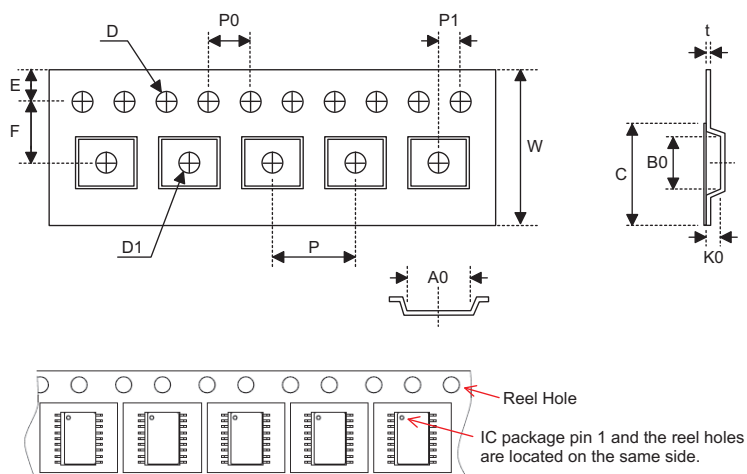 D
P0
P1
t
E
F
W
C
B0
D1
P
A0
K0
Reel Hole
IC package pin 1 and the reel holes
are located on the same side.